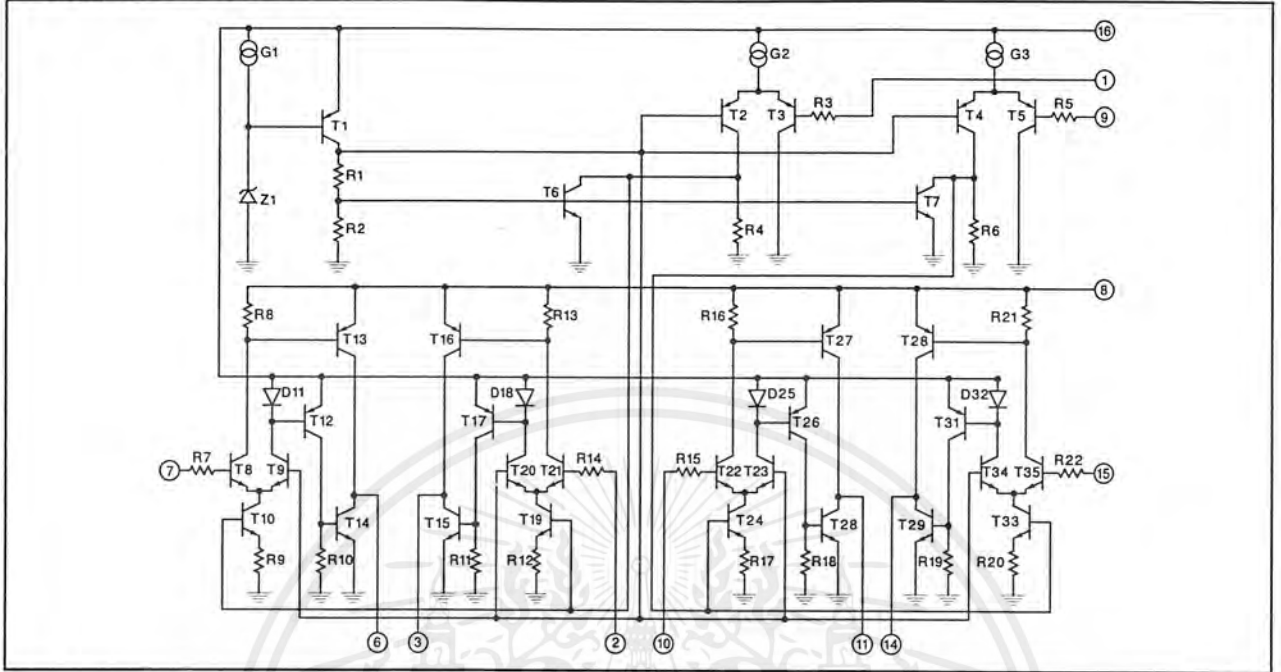 16
G1 G2 G3
1
R3 R5
T1 T2 T3 T4 T5 9
R1
T6 T7
Z1 R2 R4 R6
8
R8 R13 R16 R21
T13 T16 T27 T28
D11 D18 D25 D32
T12 T17 T26 T31
7 R7 T8 T9 T20 T21 R14 R15 T22 T23 T34 T35 R22 15
T10 T14 T15 T19 T24 T28 T29 T33
R9 R10 R11 R12 R17 R18 R19 R20
6 3 2 10 11 14